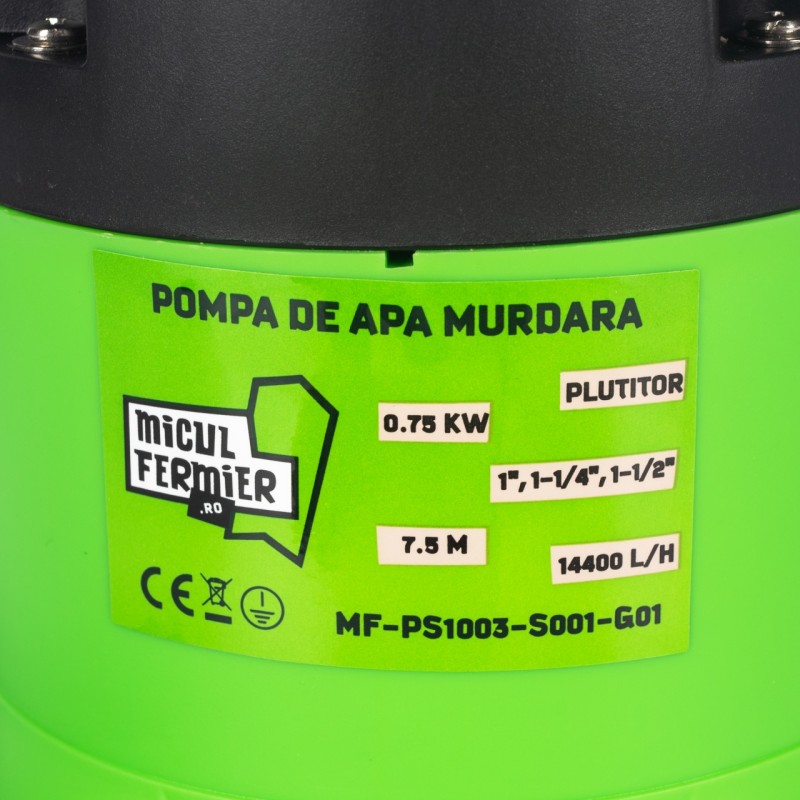 POMPA DE APA MURDARA
MiCUL
FERMiER
.RO
0.75 KW
PLUTITOR
1", 1-1/4", 1-1/2"
7.5 M
14400 L/H
CE
MF-PS1003-S001-G01